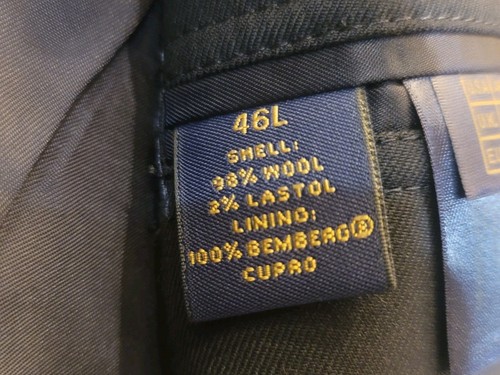 46L
SHELL:
98% WOOL
2% LASTOL
LINING:
100% BEMBERG®
CUPRO